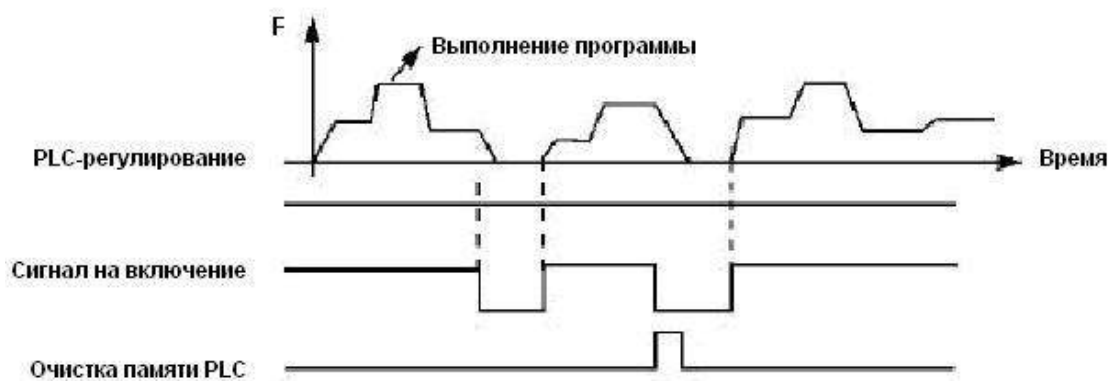 F
Выполнение программы
PLC-регулирование
Время
Сигнал на включение
Очистка памяти PLC